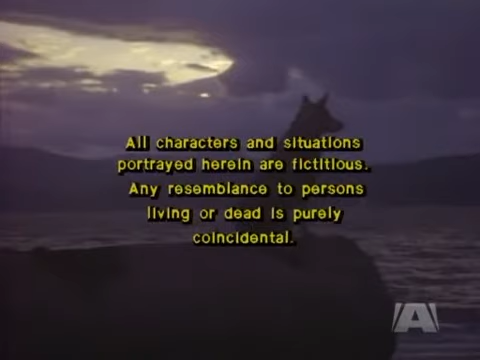 All characters and situations
portrayed herein are fictitious.
Any resemblance to persons
living or dead is purely
coincidental.
A